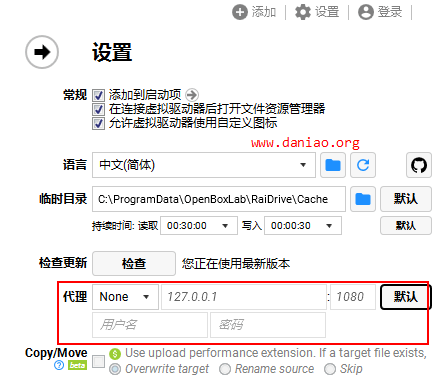 添加 设置 登录
设置
常规 添加到启动项
在连接虚拟驱动器后打开文件资源管理器
允许虚拟驱动器使用自定义图标
www.daniao.org
语言 中文(简体)
临时目录 C:\ProgramData\OpenBoxLab\RaiDrive\Cache 默认
持续时间: 读取 00:30:00 写入 00:00:30 默认
检查更新 检查 您正在使用最新版本
代理 None 127.0.0.1 : 1080 默认
用户名 密码
Copy/Move Use upload performance extension. If a target file exists,
beta Overwrite target Rename source Skip